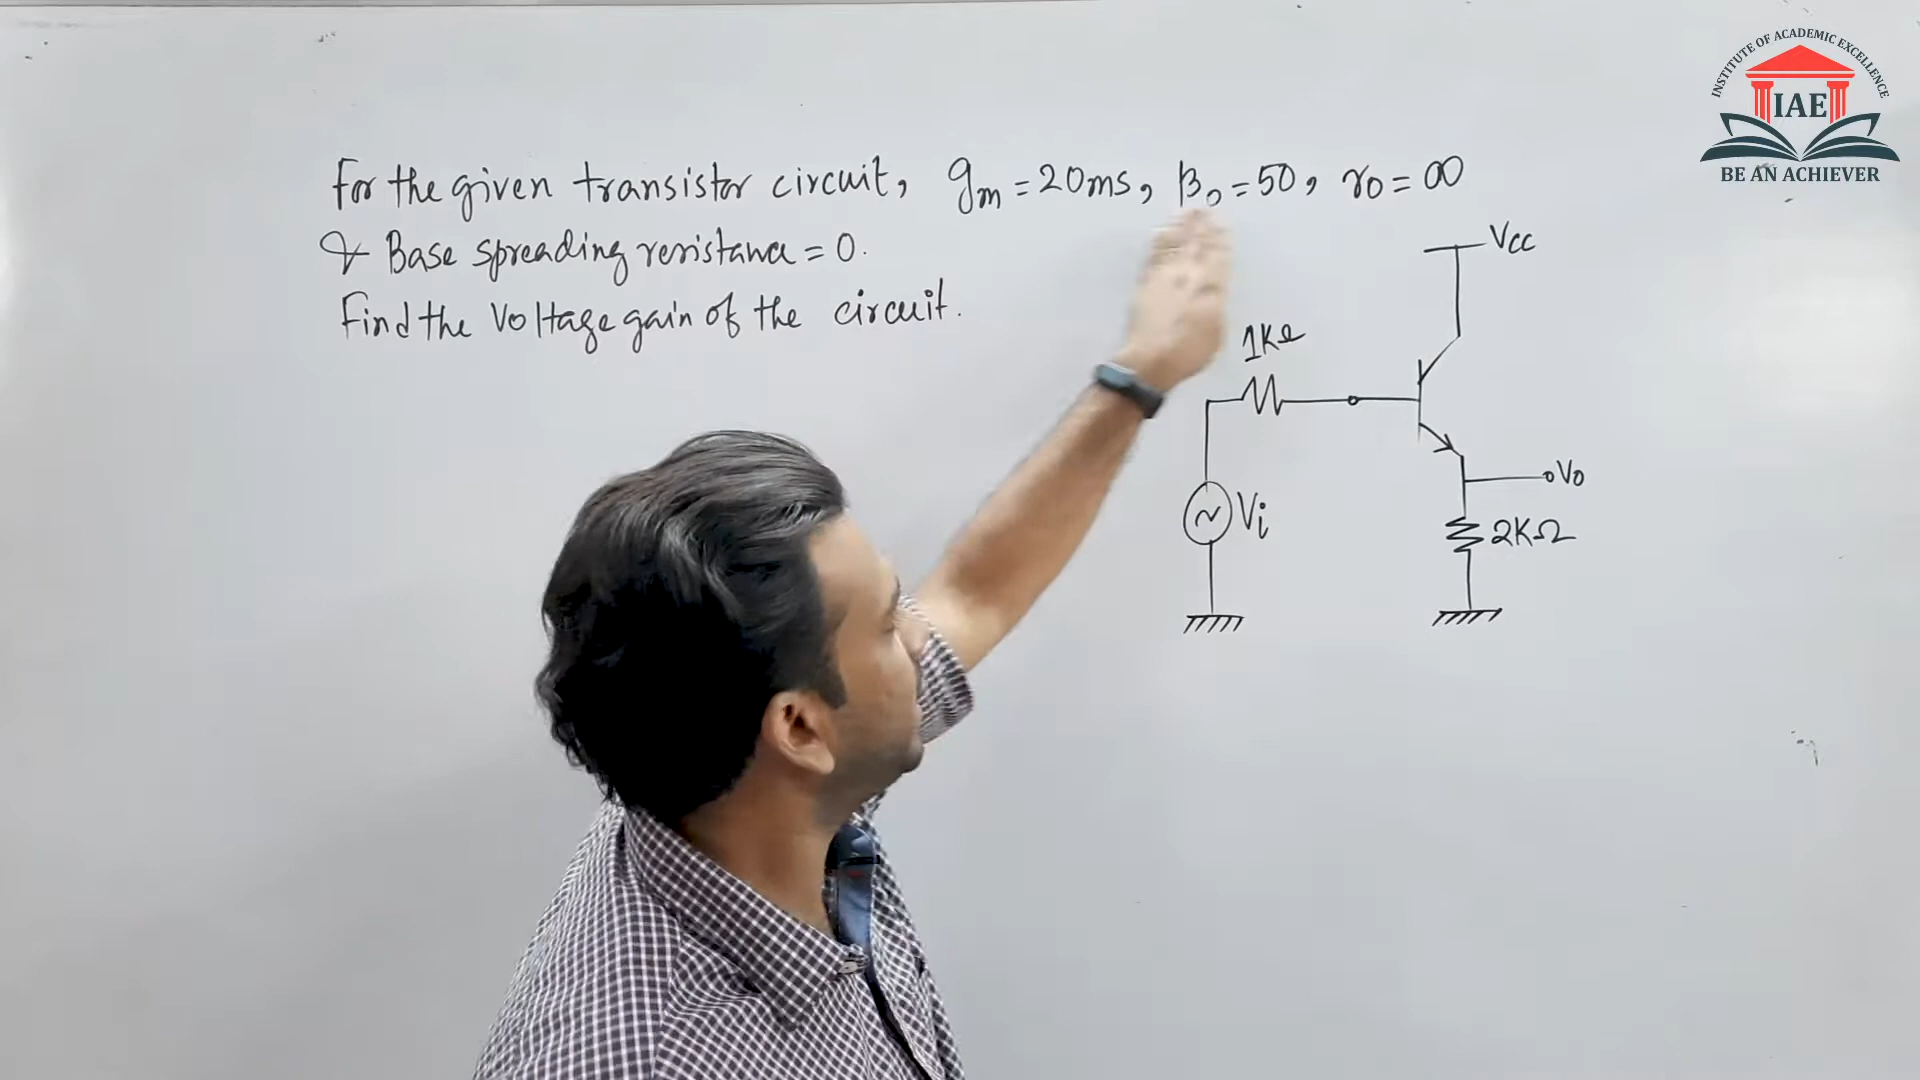 INSTITUTE OF ACADEMIC EXCELLENCE
IAE
BE AN ACHIEVER
For the given transistor circuit, gm = 20ms, β0 = 50, r0 = ∞
& Base spreading resistance = 0.
Find the Voltage gain of the circuit.
Vcc
1KΩ
Vo
Vi
2KΩ